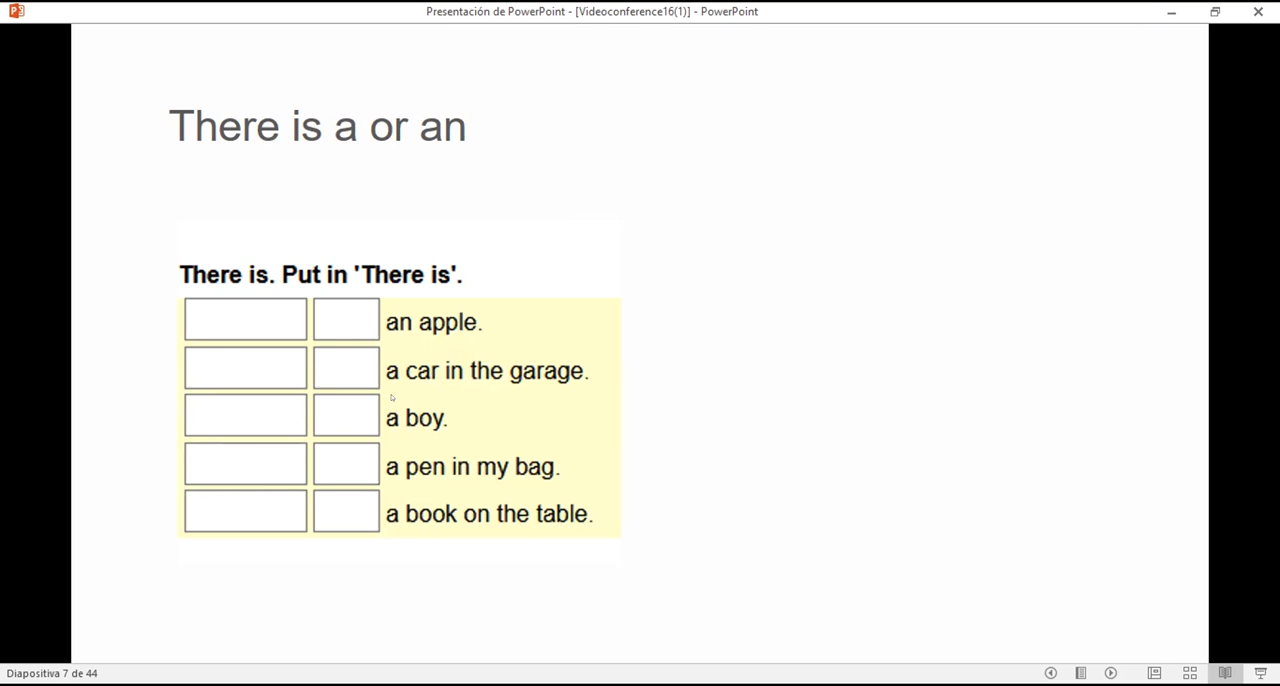 Presentación de PowerPoint - [Videoconference16(1)] - PowerPoint
There is a or an
There is. Put in 'There is'.
an apple.
a car in the garage.
a boy.
a pen in my bag.
a book on the table.
Diapositiva 7 de 44